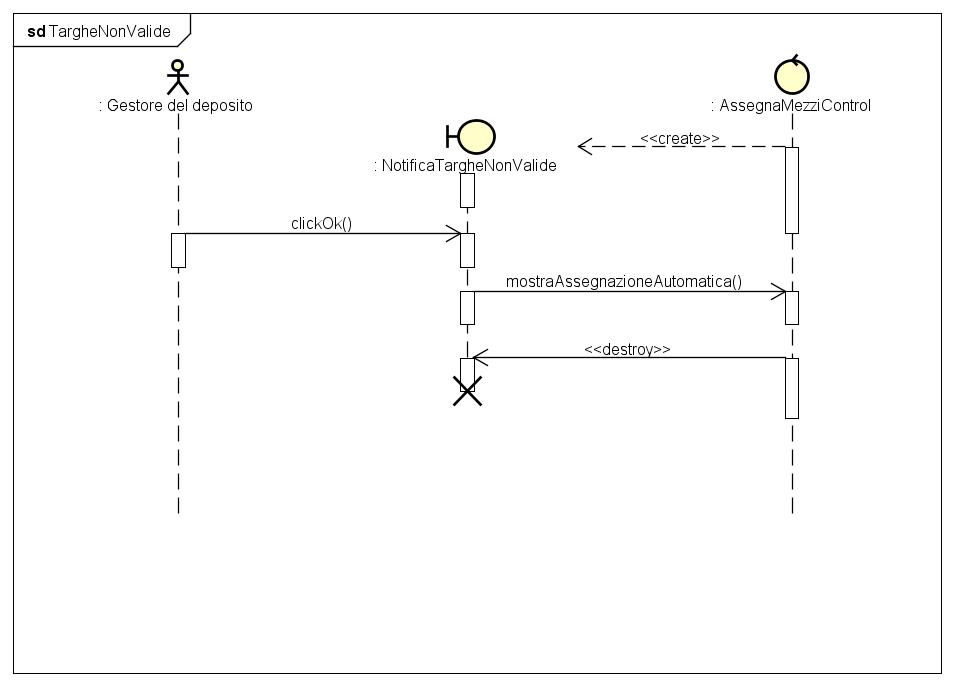 sd TargheNonValide
: Gestore del deposito
: AssegnaMezziControl
<<create>>
: NotificaTargheNonValide
clickOk()
mostraAssegnazioneAutomatica()
<<destroy>>